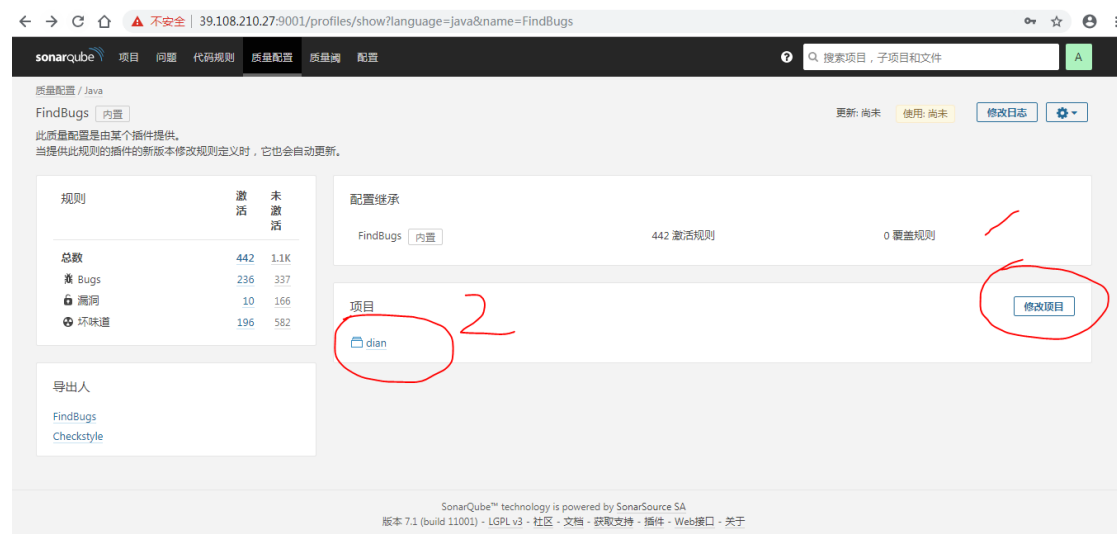 不安全 | 39.108.210.27:9001/profiles/show?language=java&name=FindBugs
sonarqube 项目 问题 代码规则 质量配置 质量阈 配置 ? 搜索项目，子项目和文件 A
质量配置 / Java
FindBugs 内置 更新: 尚未 使用: 尚未 修改日志
此质量配置是由某个插件提供。
当提供此规则的插件的新版本修改规则定义时，它也会自动更新。
规则 激活 未激活
总数 442 1.1K
Bugs 236 337
漏洞 10 166
坏味道 196 582
导出人
FindBugs
Checkstyle
配置继承
FindBugs 内置 442 激活规则 0 覆盖规则
项目 2 修改项目
dian
SonarQube™ technology is powered by SonarSource SA
版本 7.1 (build 11001) - LGPL v3 - 社区 - 文档 - 获取支持 - 插件 - Web接口 - 关于